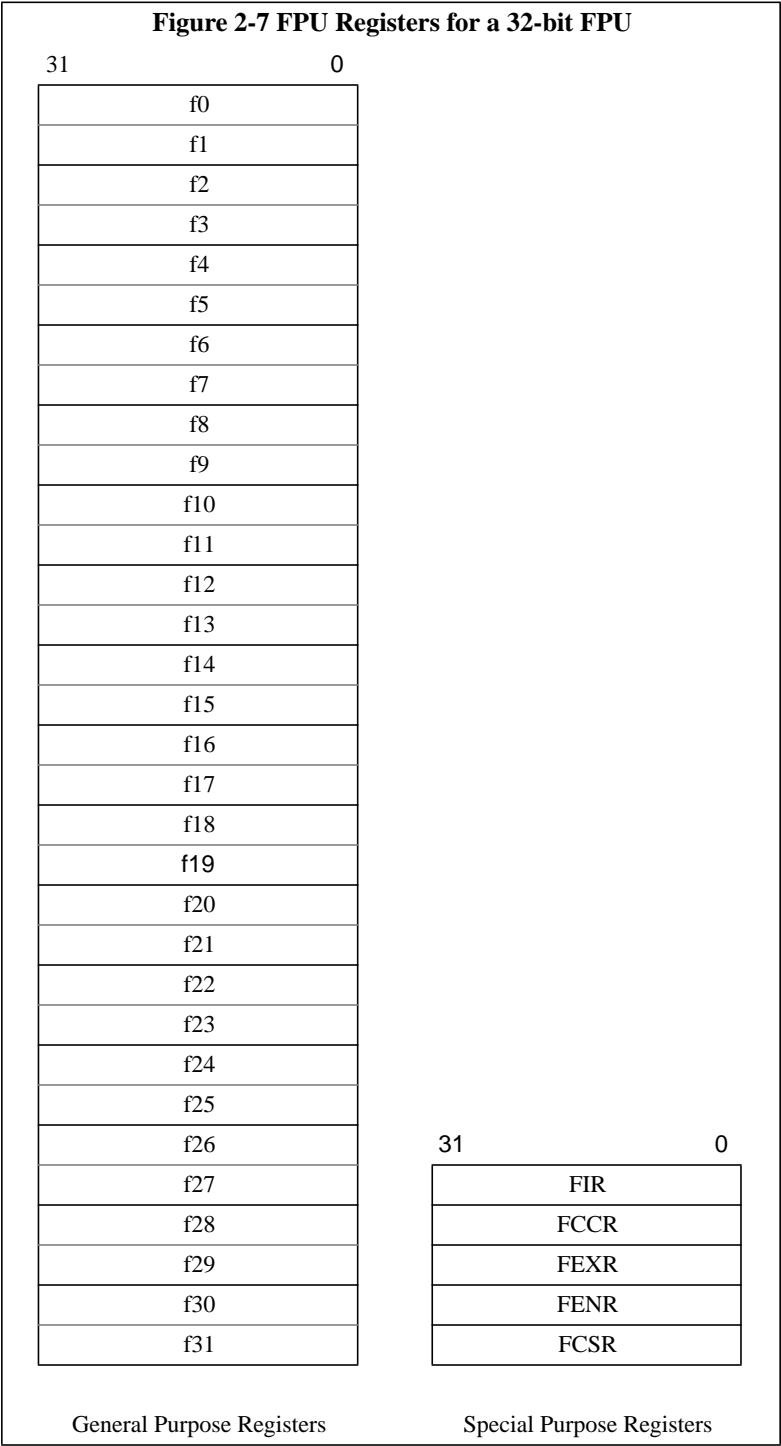 Figure 2-7 FPU Registers for a 32-bit FPU
31 0
f0
f1
f2
f3
f4
f5
f6
f7
f8
f9
f10
f11
f12
f13
f14
f15
f16
f17
f18
f19
f20
f21
f22
f23
f24
f25
f26
f27
f28
f29
f30
f31
General Purpose Registers
31 0
FIR
FCCR
FEXR
FENR
FCSR
Special Purpose Registers